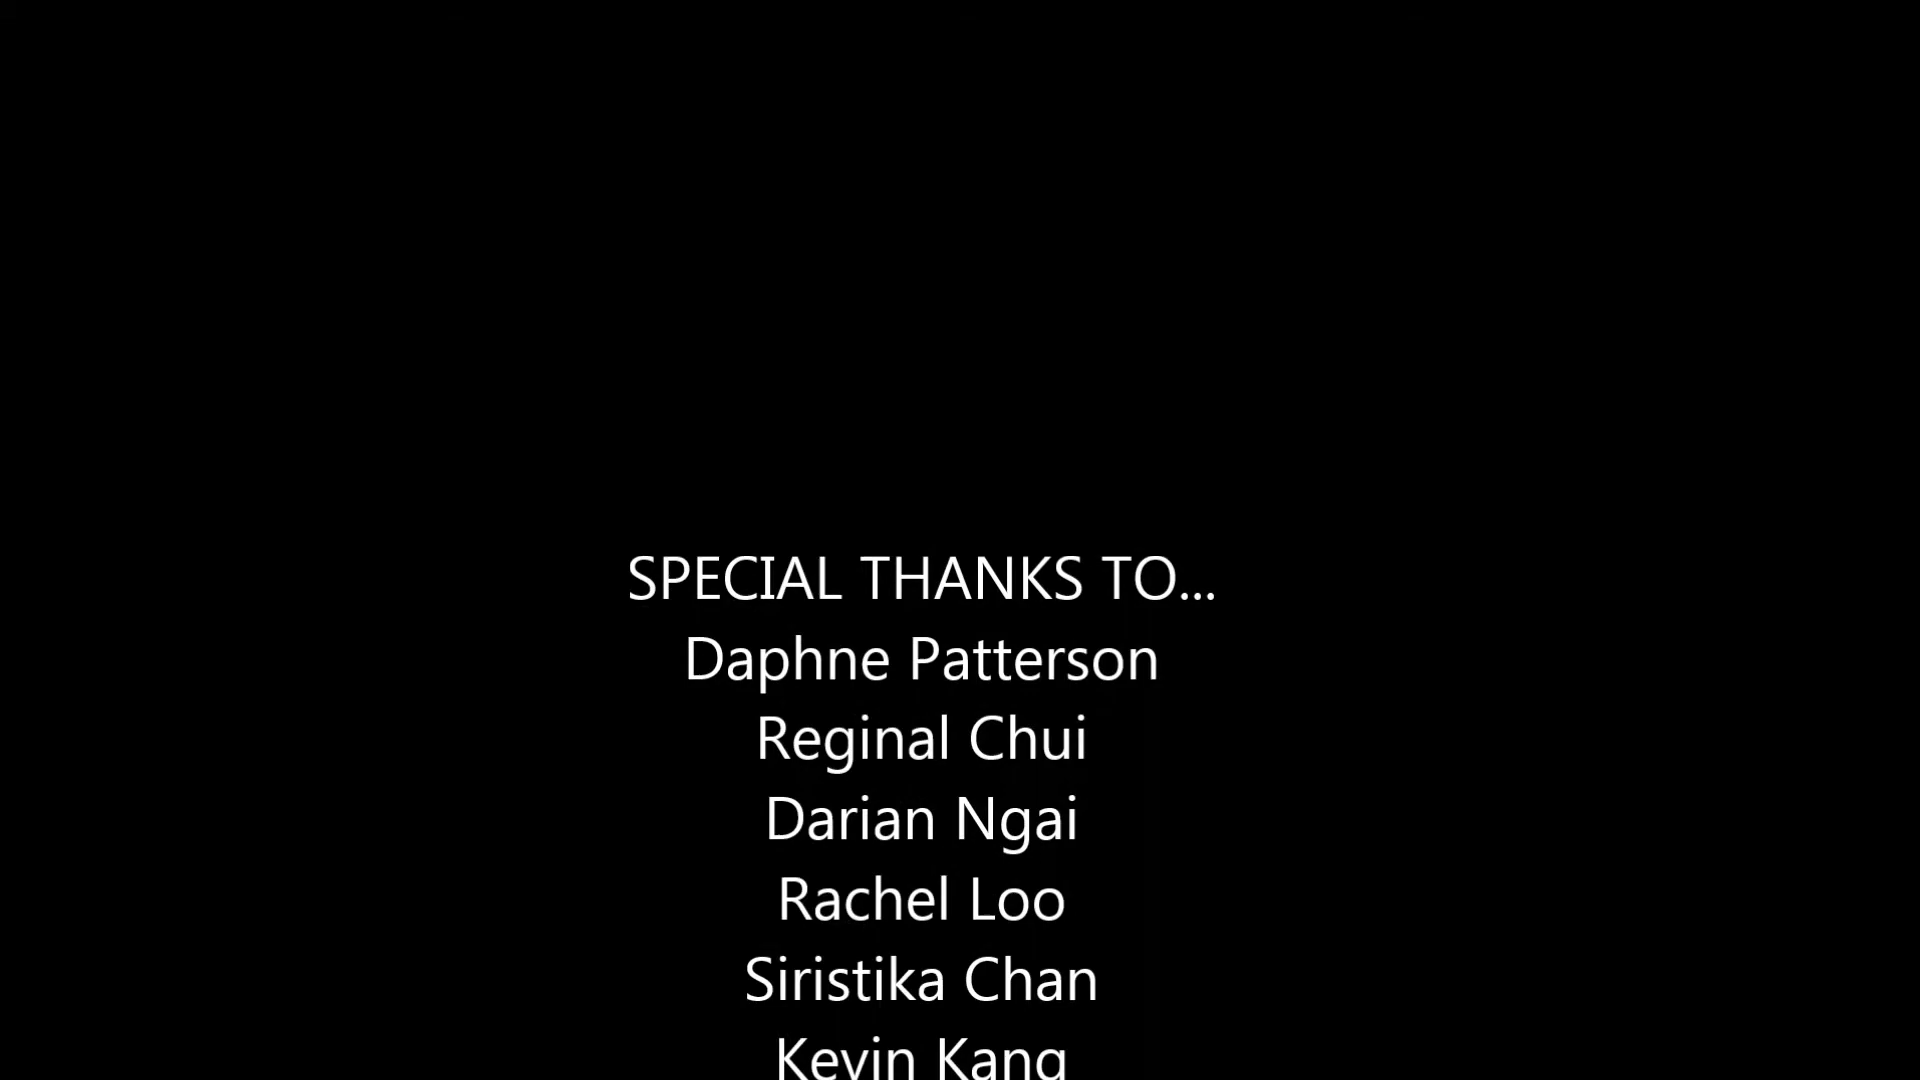 SPECIAL THANKS TO...
Daphne Patterson
Reginal Chui
Darian Ngai
Rachel Loo
Siristika Chan
Kevin Kang